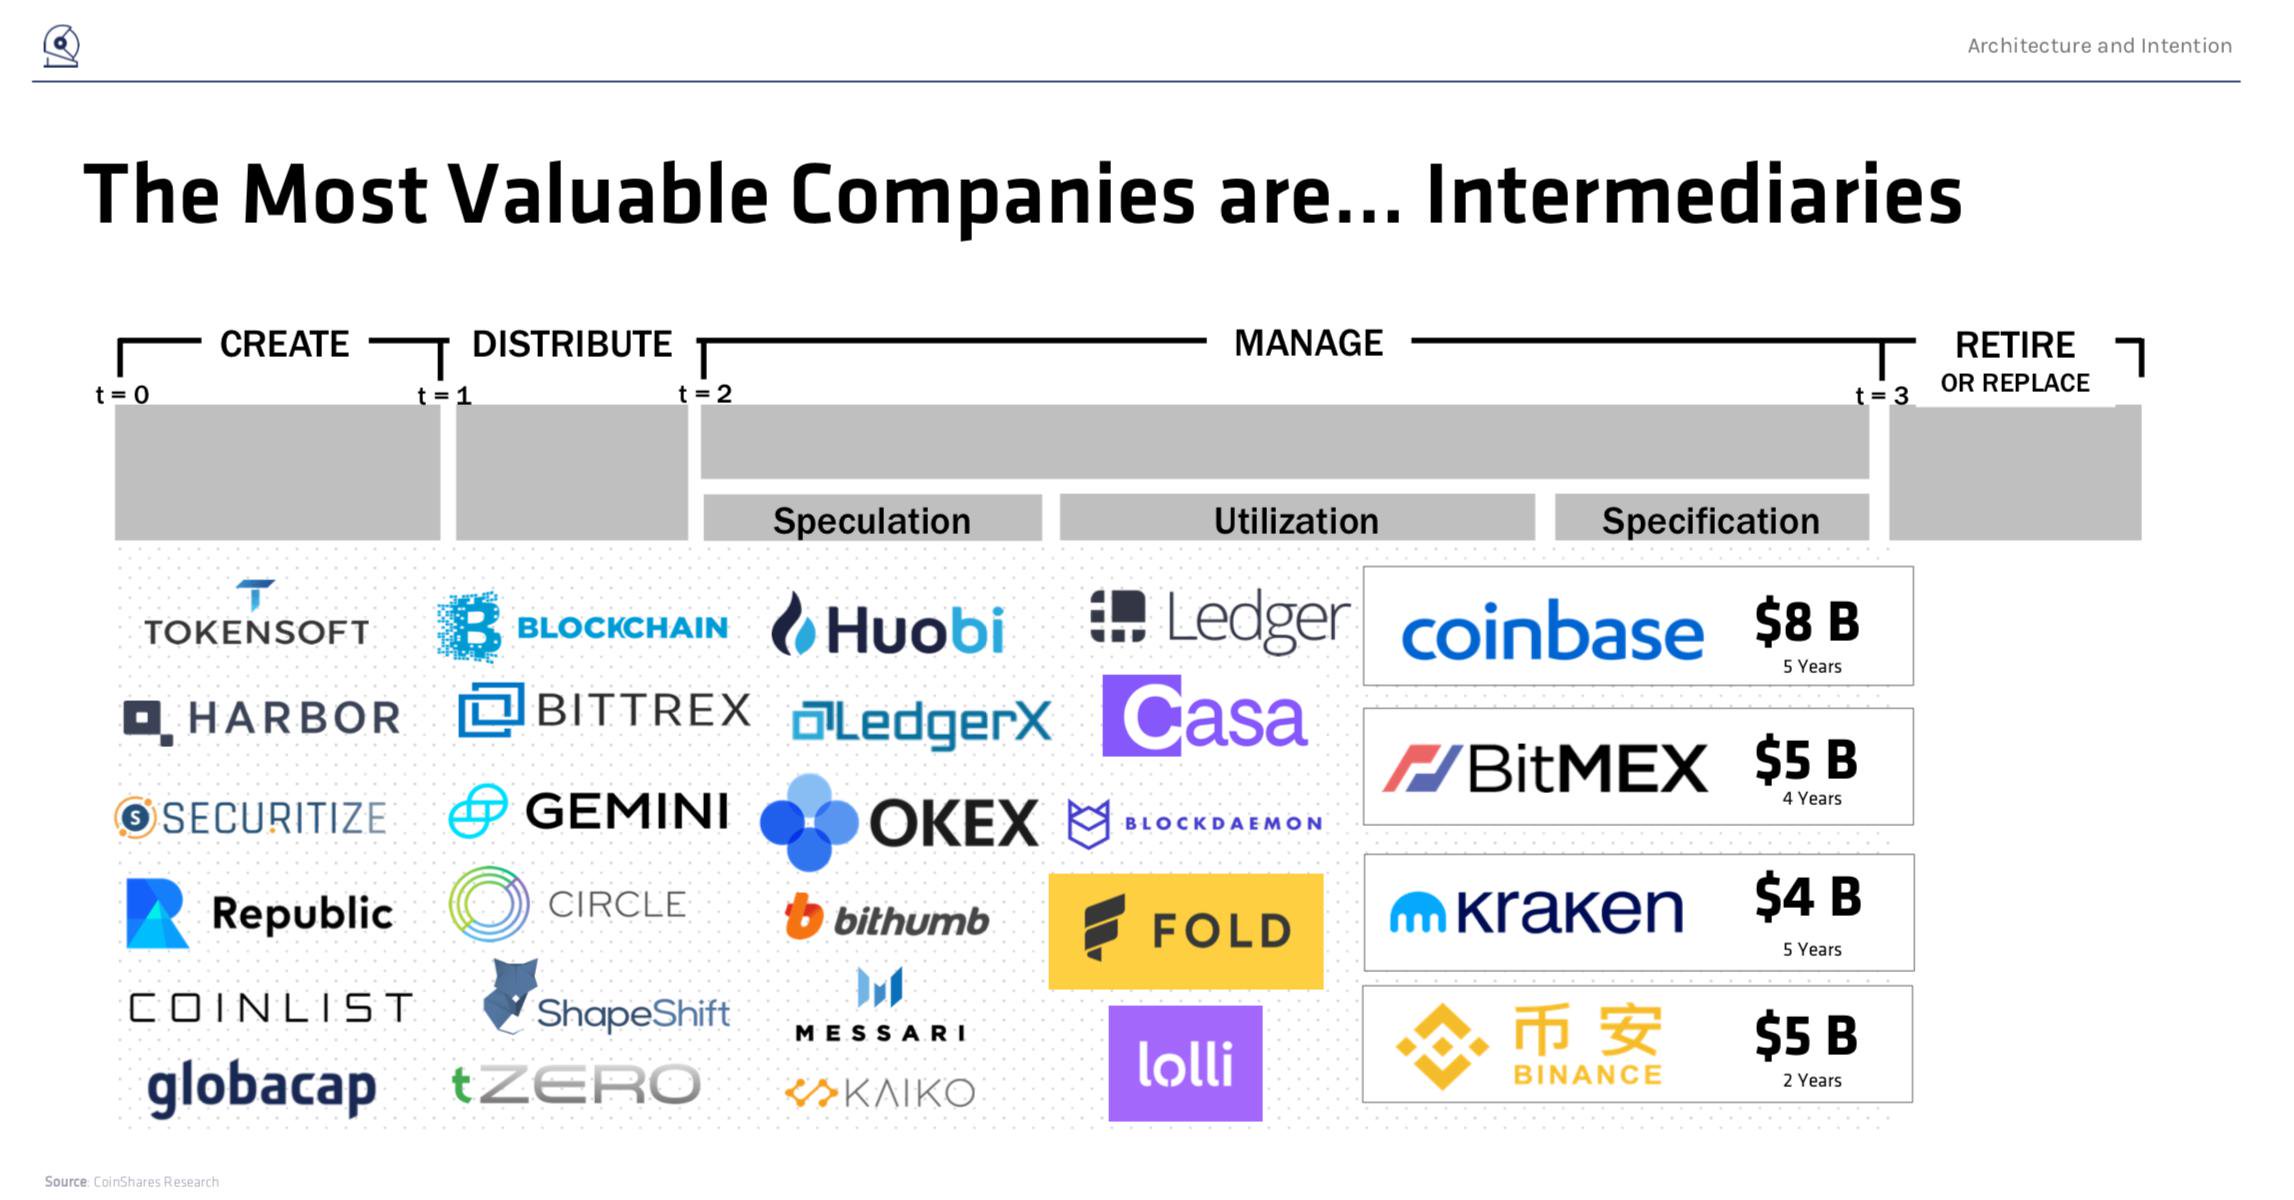 Architecture and Intention
The Most Valuable Companies are... Intermediaries
CREATE
DISTRIBUTE
MANAGE
RETIRE
OR REPLACE
t = 0
t = 1
t = 2
t = 3
Speculation
Utilization
Specification
TOKENSOFT
HARBOR
S SECURITIZE
Republic
COINLIST
globacap
BLOCKCHAIN
BITTREX
GEMINI
CIRCLE
ShapeShift
tZERO
Huobi
LedgerX
OKEX
bithumb
MESSARI
KAIKO
Ledger
Casa
BLOCKDAEMON
FOLD
lolli
coinbase
$8 B
5 Years
BitMEX
$5 B
4 Years
kraken
$4 B
5 Years
币安
BINANCE
$5 B
2 Years
Source: CoinShares Research